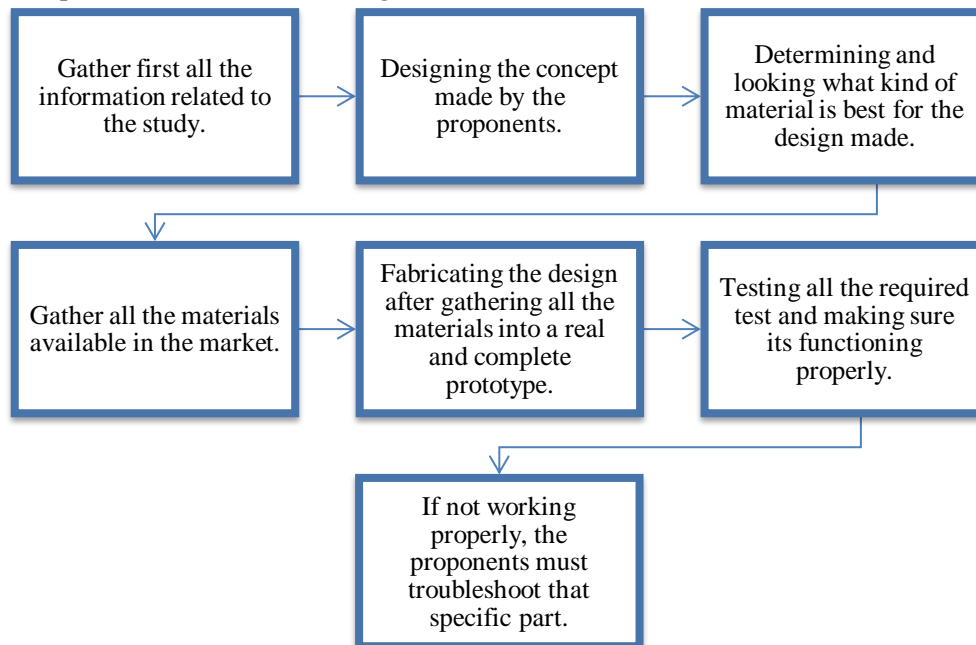 Gather first all the
information related to
the study.
Designing the concept
made by the
proponents.
Determining and
looking what kind of
material is best for the
design made.
Gather all the materials
available in the market.
Fabricating the design
after gathering all the
materials into a real
and complete
prototype.
Testing all the required
test and making sure
its functioning
properly.
If not working
properly, the
proponents must
troubleshoot that
specific part.